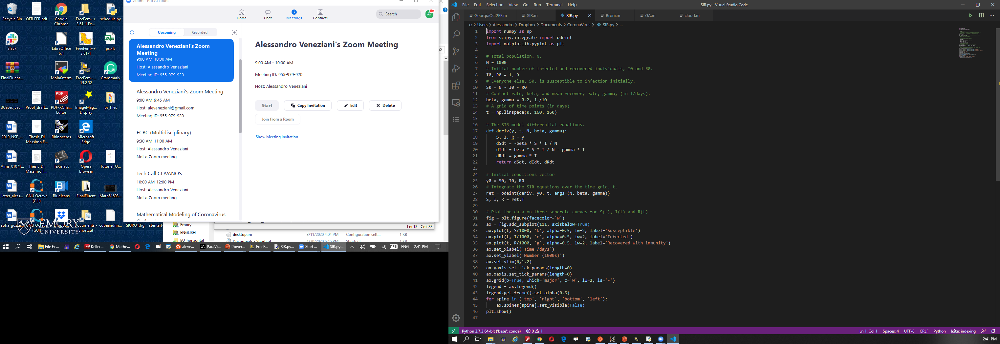 Recycle Bin
OFR FFR.pdf
Google Chrome
FreeFem++ 3.61-1 Ex...
schedule.py
Slack
LibreOffice 6.1
FreeFem++ 3.61-1
ps.xls
FinalFluent...
MobaXterm
FreeFem+... 15.2 32
Grammarly
3Cases_vec...
Proof_draft...
PDF-XCha... Editor
ImageMag... Display
ps_files
2019_NSF_...
Thesis_Di Massimo F...
Rhinoceros
Microsoft Edge
Aims_01071...
Thesis_Di Massimo F...
TeXmacs
Opera Browser
Tutoriel_O...
letter_aless...
GNU Octave (CLI)
BlueJeans
FinalFluent
Math51603...
sofia_guzze...
GNU Octave (GUI)
Dropbox
Documents - Shortcut
cubeandrin...
SIURO1.fig
stentart
EMORY
UNIVERSITY
Zoom - Pro Account
Home
Chat
Meetings
Contacts
Search
AV
Upcoming
Recorded
Alessandro Veneziani's Zoom
Meeting
9:00 AM-10:00 AM
Host: Alessandro Veneziani
Meeting ID: 955-979-920
Alessandro Veneziani's Zoom Meeting
9:00 AM-9:45 AM
Host: aleveneziani@gmail.com
Meeting ID: 955-979-920
ECBC (Multidisciplinary)
9:30 AM-11:00 AM
Host: Alessandro Veneziani
Not a Zoom meeting
Tech Call COVANOS
10:00 AM-12:00 PM
Host: Alessandro Veneziani
Not a Zoom meeting
Mathematical Modeling of Coronavirus
Alessandro Veneziani's Zoom Meeting
9:00 AM - 10:00 AM
Meeting ID: 955-979-920
Host: Alessandro Veneziani
Start
Copy Invitation
Edit
Delete
Join from a Room
Show Meeting Invitation
Ln: 13 Col: 33
Emory
ENGLISH
EU horizontal
desktop.ini 3/11/2020 4:04 PM Configuration sett... 1 KB
Documents - Shortcut 1/30/2020 6:46 PM Shortcut 1 KB
File Ex...
Keller...
Mathe...
aleve...
ParaVi...
Power...
FreeF...
SIR.py...
Start ...
SIR.py...
ENG
2:41 PM
File Edit Selection View Go Run Terminal Help
SIR.py - Visual Studio Code
GeorgiaOct2FF.m
SIR.m
SIR.py
Broni.m
GA.m
cloud.m
C: > Users > Alessandro > Dropbox > Documents > CoronaVirus > SIR.py > ...
1 import numpy as np
2 from scipy.integrate import odeint
3 import matplotlib.pyplot as plt
4
5 # Total population, N.
6 N = 1000
7 # Initial number of infected and recovered individuals, I0 and R0.
8 I0, R0 = 1, 0
9 # Everyone else, S0, is susceptible to infection initially.
10 S0 = N - I0 - R0
11 # Contact rate, beta, and mean recovery rate, gamma, (in 1/days).
12 beta, gamma = 0.2, 1./10
13 # A grid of time points (in days)
14 t = np.linspace(0, 160, 160)
15
16 # The SIR model differential equations.
17 def deriv(y, t, N, beta, gamma):
18     S, I, R = y
19     dSdt = -beta * S * I / N
20     dIdt = beta * S * I / N - gamma * I
21     dRdt = gamma * I
22     return dSdt, dIdt, dRdt
23
24 # Initial conditions vector
25 y0 = S0, I0, R0
26 # Integrate the SIR equations over the time grid, t.
27 ret = odeint(deriv, y0, t, args=(N, beta, gamma))
28 S, I, R = ret.T
29
30 # Plot the data on three separate curves for S(t), I(t) and R(t)
31 fig = plt.figure(facecolor='w')
32 ax = fig.add_subplot(111, axisbelow=True)
33 ax.plot(t, S/1000, 'b', alpha=0.5, lw=2, label='Susceptible')
34 ax.plot(t, I/1000, 'r', alpha=0.5, lw=2, label='Infected')
35 ax.plot(t, R/1000, 'g', alpha=0.5, lw=2, label='Recovered with immunity')
36 ax.set_xlabel('Time /days')
37 ax.set_ylabel('Number (1000s)')
38 ax.set_ylim(0,1.2)
39 ax.yaxis.set_tick_params(length=0)
40 ax.xaxis.set_tick_params(length=0)
41 ax.grid(b=True, which='major', c='w', lw=2, ls='-')
42 legend = ax.legend()
43 legend.get_frame().set_alpha(0.5)
44 for spine in ('top', 'right', 'bottom', 'left'):
45     ax.spines[spine].set_visible(False)
46 plt.show()
47
Python 3.7.3 64-bit ('base': conda) 0 1
Ln 1, Col 1 Spaces: 4 UTF-8 CRLF Python kite: indexing
2:41 PM